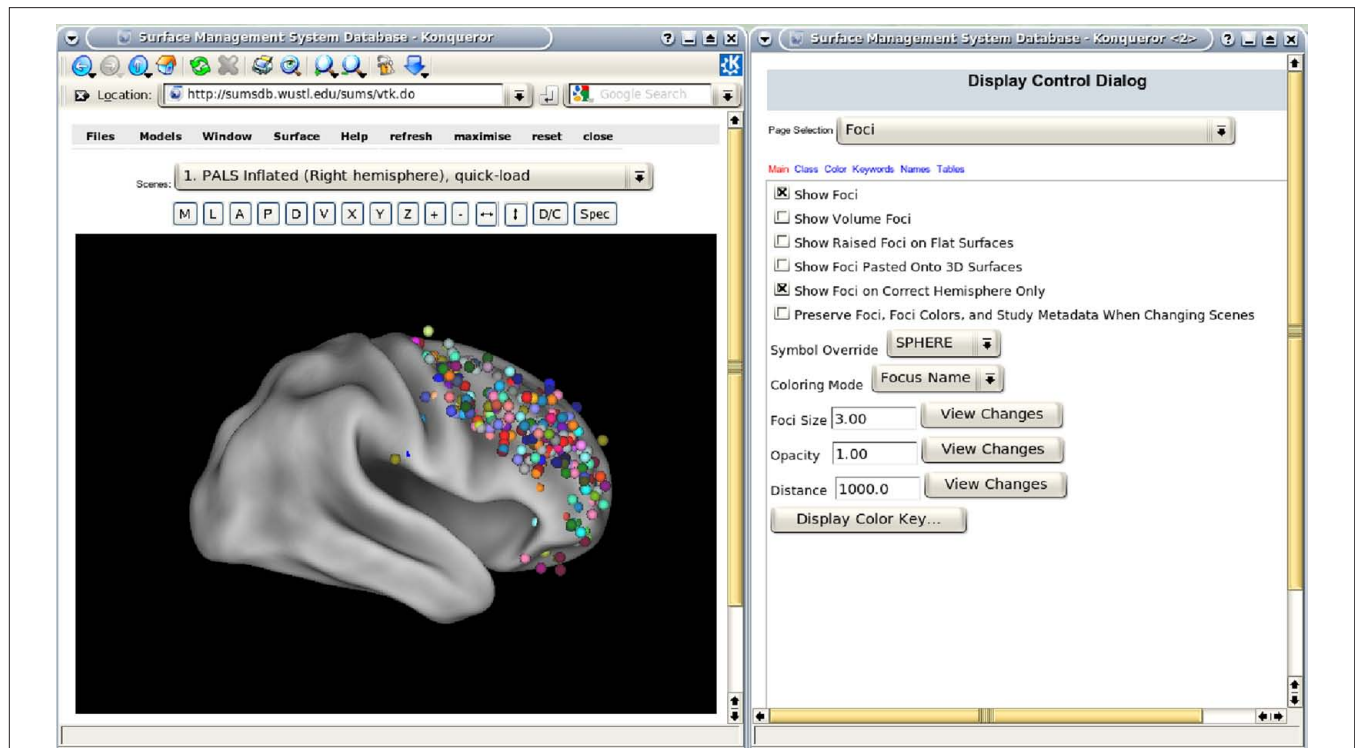 Surface Management System Database - Konqueror
Location: http://sumsdb.wustl.edu/sums/vtk.do Google Search
Files Models Window Surface Help refresh maximise reset close
Scenes: 1. PALS Inflated (Right hemisphere), quick-load
M L A P D V X Y Z + - ↔ ↕ D/C Spec
Surface Management System Database - Konqueror <2>
Display Control Dialog
Page Selection Foci
Main Class Color Keywords Names Tables
Show Foci
Show Volume Foci
Show Raised Foci on Flat Surfaces
Show Foci Pasted Onto 3D Surfaces
Show Foci on Correct Hemisphere Only
Preserve Foci, Foci Colors, and Study Metadata When Changing Scenes
Symbol Override SPHERE
Coloring Mode Focus Name
Foci Size 3.00 View Changes
Opacity 1.00 View Changes
Distance 1000.0 View Changes
Display Color Key...